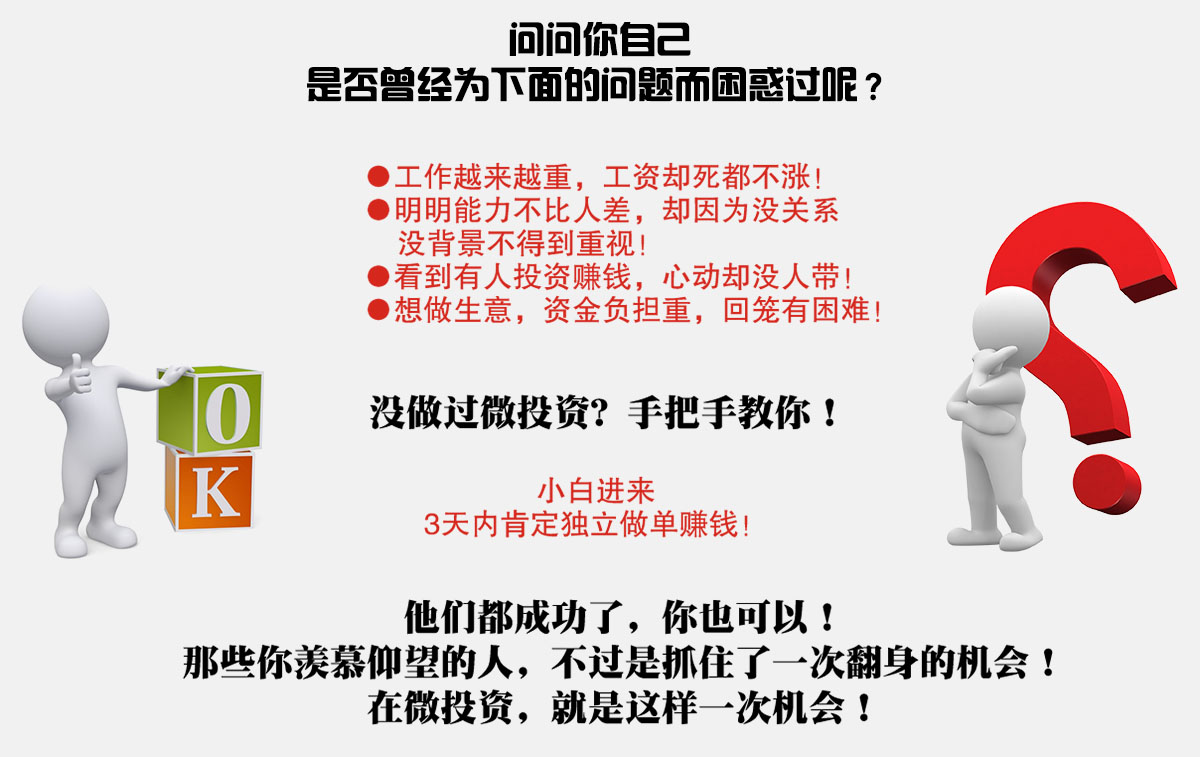 问问你自己
是否曾经为下面的问题而困惑过呢？
●工作越来越重，工资却死都不涨！
●明明能力不比人差，却因为没关系
没背景不得到重视！
●看到有人投资赚钱，心动却没人带！
●想做生意，资金负担重，回笼有困难！
O
K
没做过微投资？手把手教你！
小白进来
3天内肯定独立做单赚钱！
他们都成功了，你也可以！
那些你羡慕仰望的人，不过是抓住了一次翻身的机会！
在微投资，就是这样一次机会！